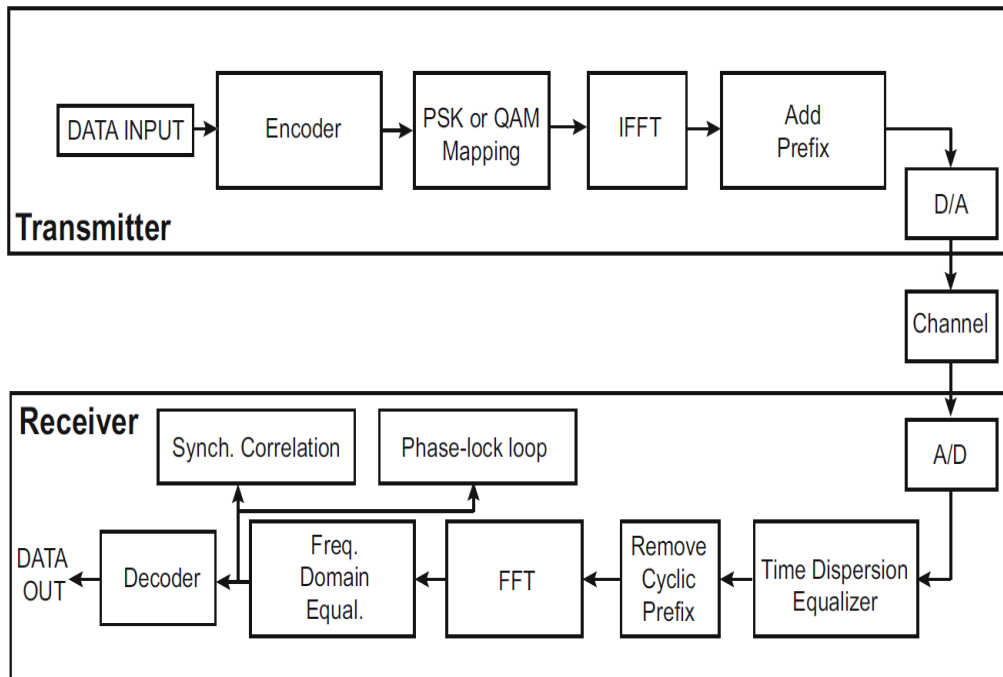 DATA INPUT
Encoder
PSK or QAM
Mapping
IFFT
Add
Prefix
D/A
Transmitter
Channel
Receiver
Synch. Correlation
Phase-lock loop
A/D
Time Dispersion
Equalizer
Remove
Cyclic
Prefix
FFT
Freq.
Domain
Equal.
Decoder
DATA
OUT